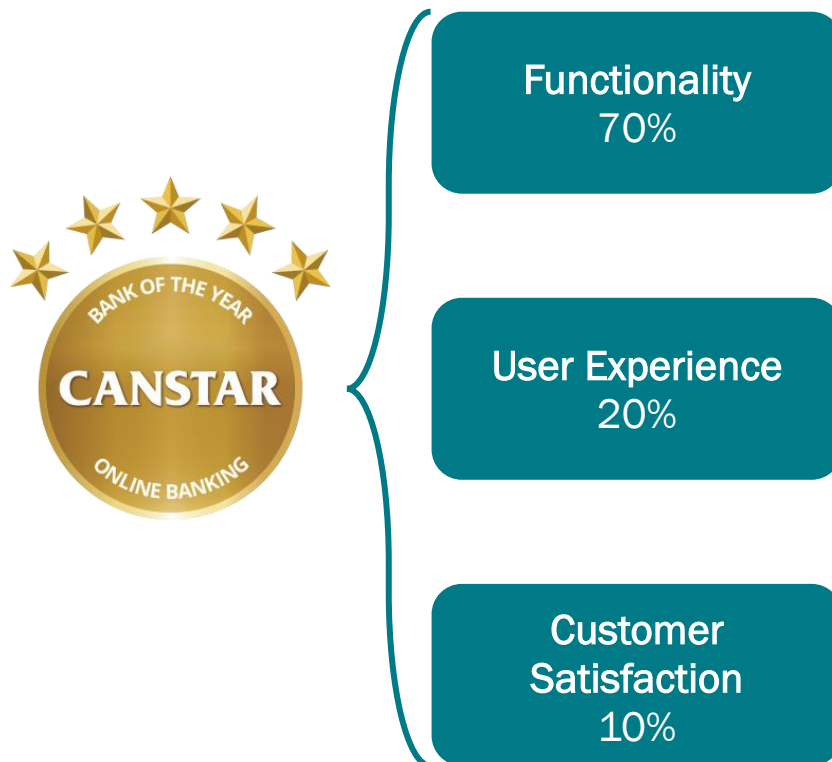 BANK OF THE YEAR
CANSTAR
ONLINE BANKING
Functionality
70%
User Experience
20%
Customer
Satisfaction
10%